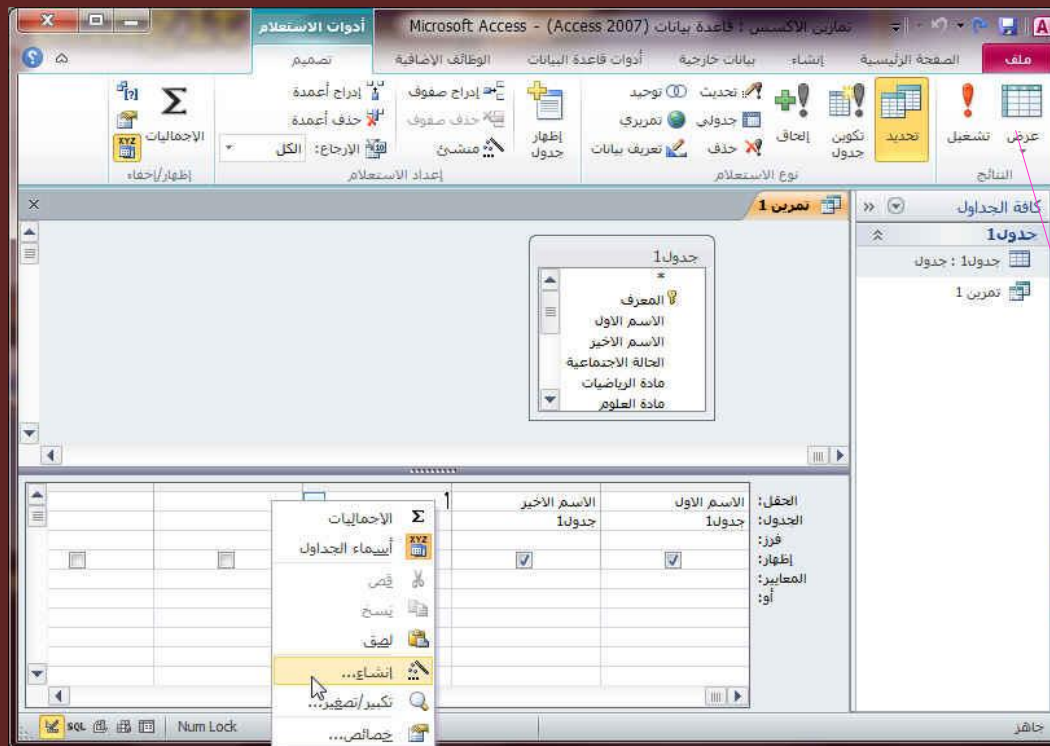 تمارين الاكسس : قاعدة بيانات (Access 2007) - Microsoft Access
أدوات الاستعلام
ملف الصفحة الرئيسية إنشاء بيانات خارجية أدوات قاعدة البيانات الوظائف الإضافية تصميم
عرض
تشغيل
النتائج
تحديد
تكوين جدول
إلحاق
تحديث
توحيد
جدولي
تمريري
حذف
تعريف بيانات
نوع الاستعلام
إظهار جدول
إدراج صفوف
حذف صفوف
منشئ
إدراج أعمدة
حذف أعمدة
الإرجاع: الكل
إعداد الاستعلام
الإجماليات
إظهار/إخفاء
كافة الجداول
جدول1
جدول1 : جدول
تمرين 1
تمرين 1
جدول1
*
المعرف
الاسم الاول
الاسم الاخير
الحالة الاجتماعية
مادة الرياضيات
مادة العلوم
الحقل: الاسم الاول الاسم الاخير 1
الجدول: جدول1 جدول1
فرز:
إظهار:
المعايير:
أو:
الإجماليات
أسماء الجداول
قص
نسخ
لصق
إنشاء...
تكبير/تصغير...
خصائص...
جاهز
Num Lock
SQL